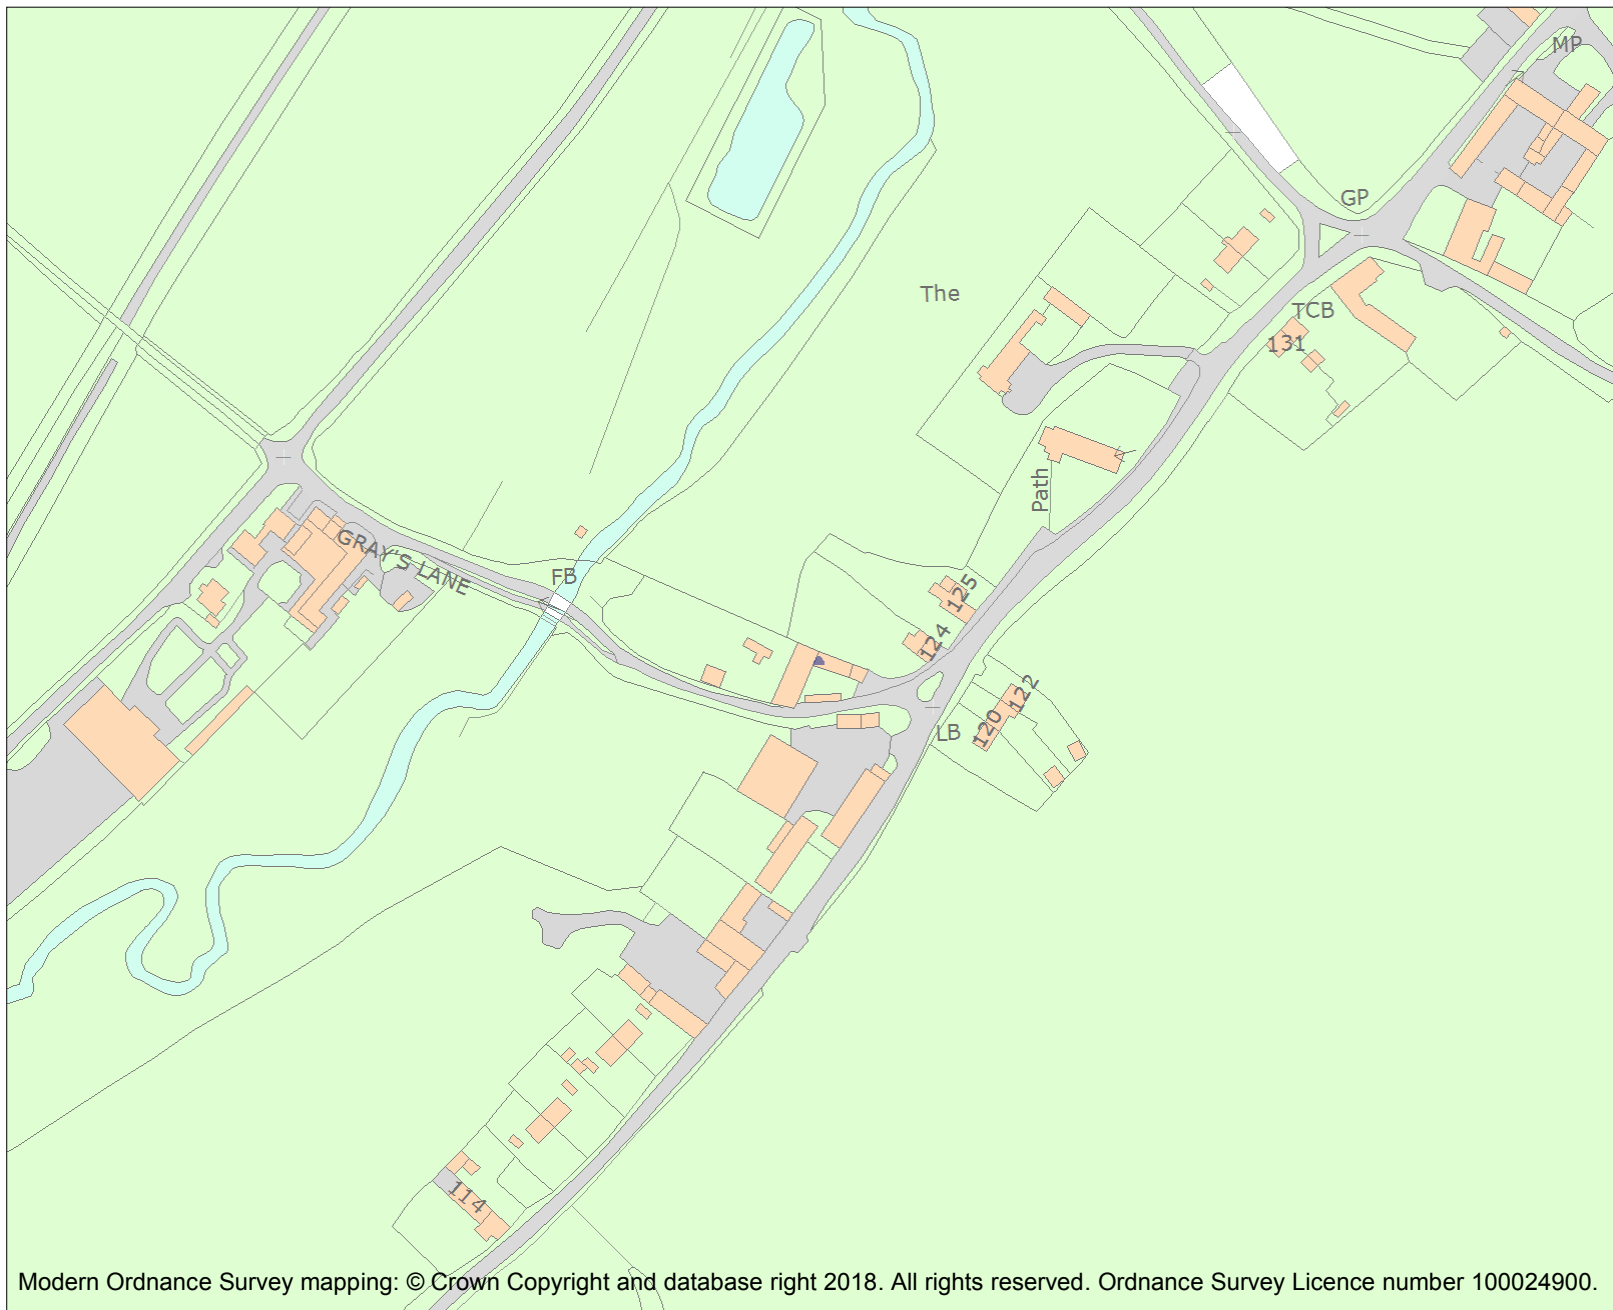 MP
GP
The
TCB
131
Path
GRAY'S LANE
FB
125
124
122
120
LB
114
Modern Ordnance Survey mapping: © Crown Copyright and database right 2018. All rights reserved. Ordnance Survey Licence number 100024900.